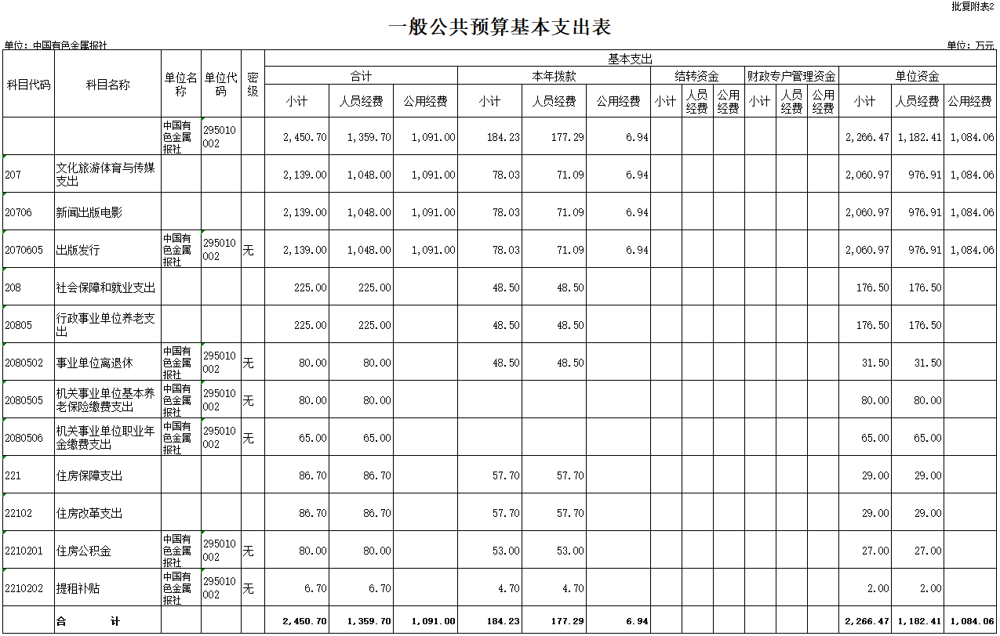 批复附表2
一般公共预算基本支出表
单位：中国有色金属报社 单位：万元
科目代码 科目名称 单位名称 单位代码 密级 基本支出
合计 本年拨款 结转资金 财政专户管理资金 单位资金
小计 人员经费 公用经费 小计 人员经费 公用经费 小计 人员经费 公用经费 小计 人员经费 公用经费 小计 人员经费 公用经费
中国有色金属报社 295010002 2,450.70 1,359.70 1,091.00 184.23 177.29 6.94 2,266.47 1,182.41 1,084.06
207 文化旅游体育与传媒支出 2,139.00 1,048.00 1,091.00 78.03 71.09 6.94 2,060.97 976.91 1,084.06
20706 新闻出版电影 2,139.00 1,048.00 1,091.00 78.03 71.09 6.94 2,060.97 976.91 1,084.06
2070605 出版发行 中国有色金属报社 295010002 无 2,139.00 1,048.00 1,091.00 78.03 71.09 6.94 2,060.97 976.91 1,084.06
208 社会保障和就业支出 225.00 225.00 48.50 48.50 176.50 176.50
20805 行政事业单位养老支出 225.00 225.00 48.50 48.50 176.50 176.50
2080502 事业单位离退休 中国有色金属报社 295010002 无 80.00 80.00 48.50 48.50 31.50 31.50
2080505 机关事业单位基本养老保险缴费支出 中国有色金属报社 295010002 无 80.00 80.00 80.00 80.00
2080506 机关事业单位职业年金缴费支出 中国有色金属报社 295010002 无 65.00 65.00 65.00 65.00
221 住房保障支出 86.70 86.70 57.70 57.70 29.00 29.00
22102 住房改革支出 86.70 86.70 57.70 57.70 29.00 29.00
2210201 住房公积金 中国有色金属报社 295010002 无 80.00 80.00 53.00 53.00 27.00 27.00
2210202 提租补贴 中国有色金属报社 295010002 无 6.70 6.70 4.70 4.70 2.00 2.00
合 计 2,450.70 1,359.70 1,091.00 184.23 177.29 6.94 2,266.47 1,182.41 1,084.06